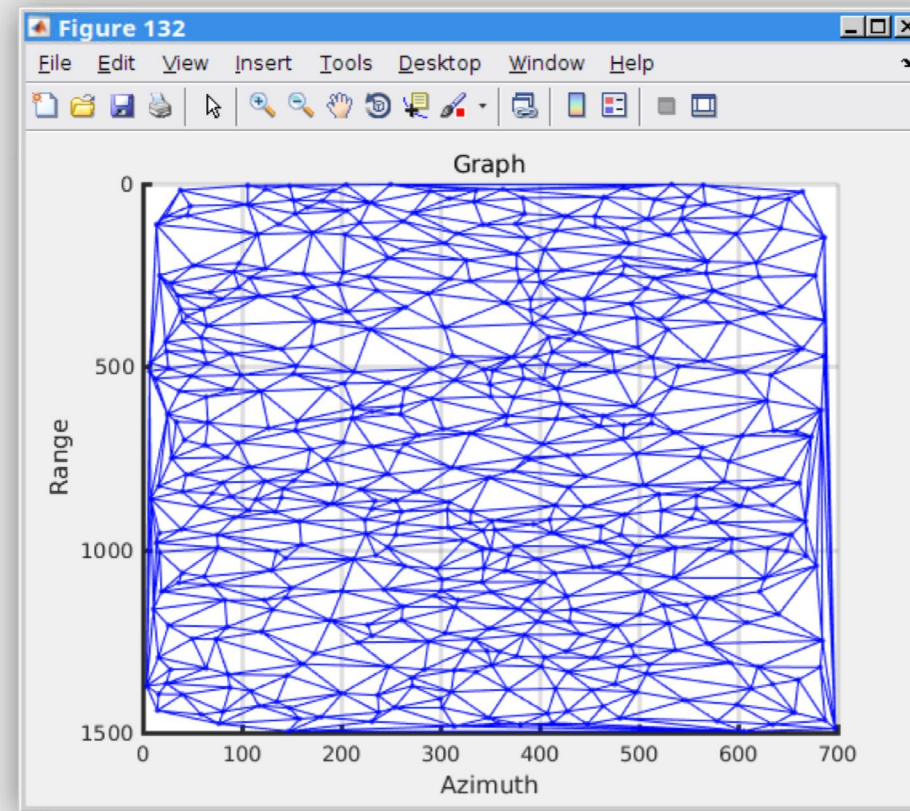 Figure 132
File Edit View Insert Tools Desktop Window Help
Graph
0
500
1000
1500
Range
0 100 200 300 400 500 600 700
Azimuth